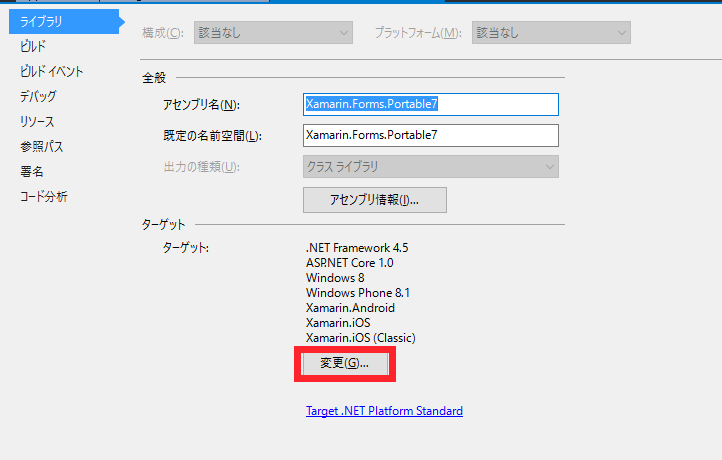 ライブラリ
ビルド
ビルド イベント
デバッグ
リソース
参照パス
署名
コード分析
構成(C): 該当なし プラットフォーム(M): 該当なし
全般
アセンブリ名(N): Xamarin.Forms.Portable7
既定の名前空間(L): Xamarin.Forms.Portable7
出力の種類(U): クラス ライブラリ
アセンブリ情報(I)...
ターゲット
ターゲット: .NET Framework 4.5
ASP.NET Core 1.0
Windows 8
Windows Phone 8.1
Xamarin.Android
Xamarin.iOS
Xamarin.iOS (Classic)
変更(G)...
Target .NET Platform Standard